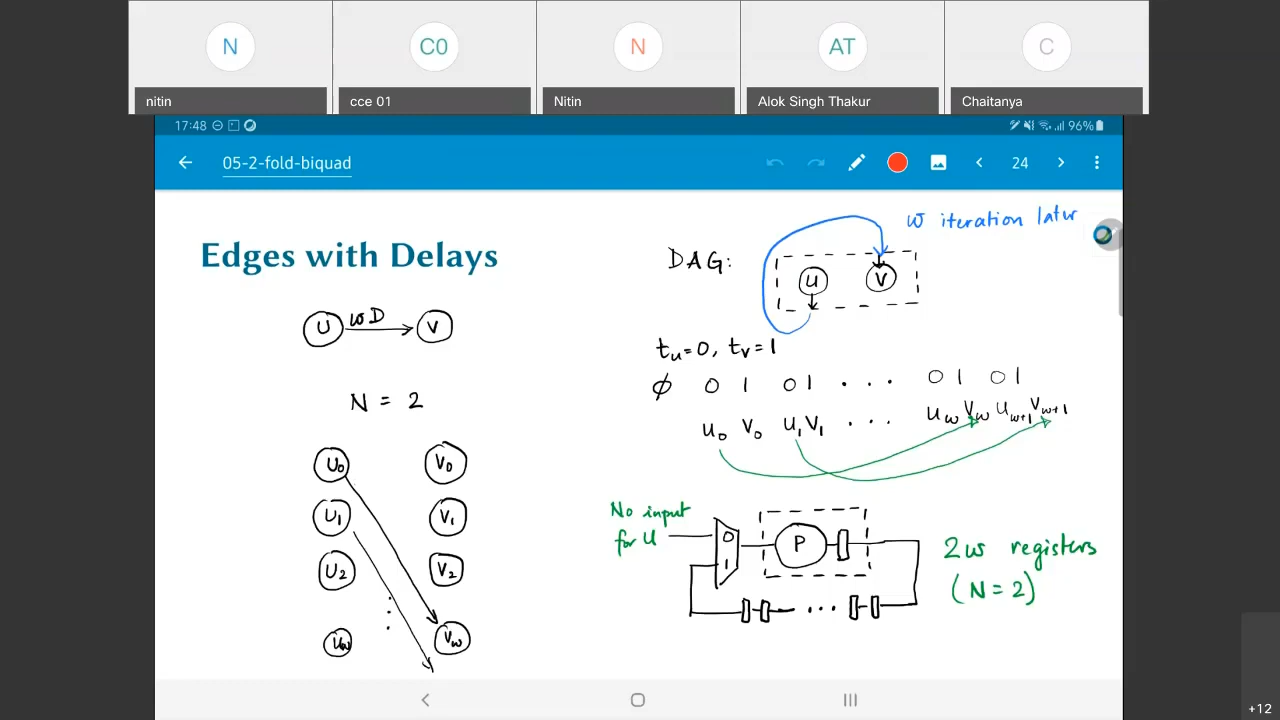 N
C0
N
AT
C
nitin
cce 01
Nitin
Alok Singh Thakur
Chaitanya
17:48
96%
05-2-fold-biquad
24
Edges with Delays
U wD V
N = 2
U0 V0
U1 V1
U2 V2
Uw Vw
DAG:
w iteration later
U V
tu=0, tv=1
ϕ 0 1 0 1 ... 0 1 0 1
u0 V0 u1 V1 ... uw Vw uw+1 Vw+1
No input
for U
0
1
P
...
2w registers
(N = 2)
+12